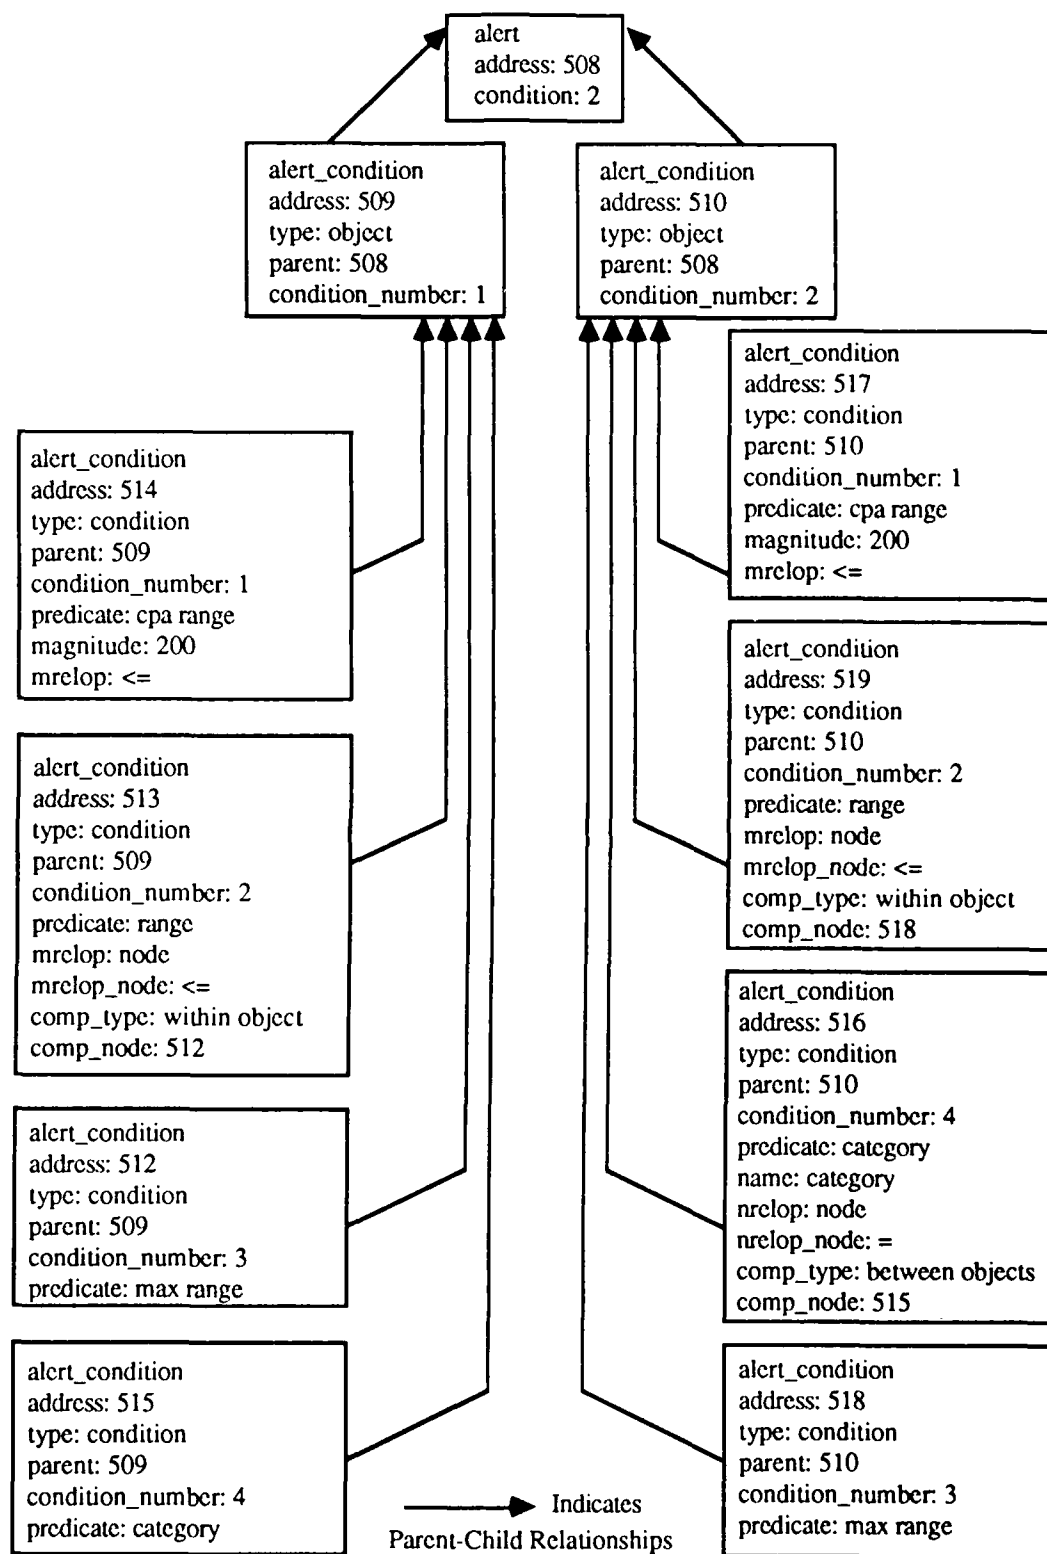 alert
address: 508
condition: 2
alert_condition
address: 509
type: object
parent: 508
condition_number: 1
alert_condition
address: 510
type: object
parent: 508
condition_number: 2
alert_condition
address: 514
type: condition
parent: 509
condition_number: 1
predicate: cpa range
magnitude: 200
mrelop: <=
alert_condition
address: 513
type: condition
parent: 509
condition_number: 2
predicate: range
mrelop: node
mrelop_node: <=
comp_type: within object
comp_node: 512
alert_condition
address: 512
type: condition
parent: 509
condition_number: 3
predicate: max range
alert_condition
address: 515
type: condition
parent: 509
condition_number: 4
predicate: category
alert_condition
address: 517
type: condition
parent: 510
condition_number: 1
predicate: cpa range
magnitude: 200
mrelop: <=
alert_condition
address: 519
type: condition
parent: 510
condition_number: 2
predicate: range
mrelop: node
mrelop_node: <=
comp_type: within object
comp_node: 518
alert_condition
address: 516
type: condition
parent: 510
condition_number: 4
predicate: category
name: category
nrelop: node
nrelop_node: =
comp_type: between objects
comp_node: 515
alert_condition
address: 518
type: condition
parent: 510
condition_number: 3
predicate: max range
Indicates
Parent-Child Relationships